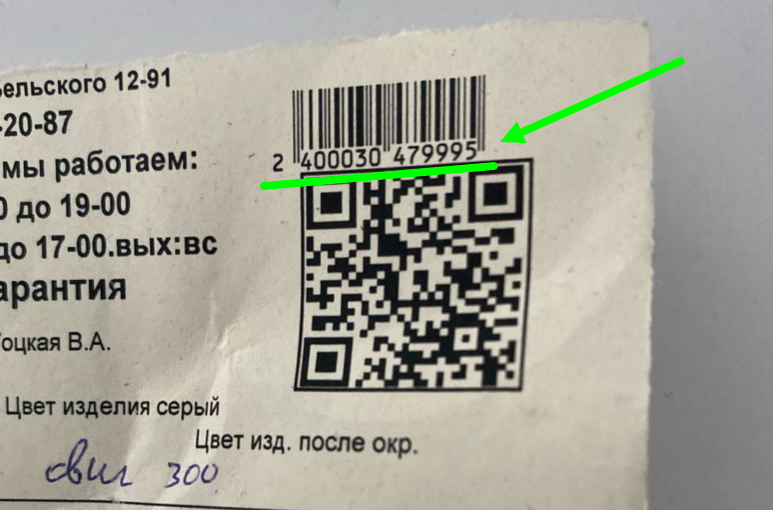 ельского 12-91
-20-87
мы работаем:
0 до 19-00
до 17-00.вых:вс
арантия
оцкая В.А.
Цвет изделия серый
Цвет изд. после окр.
300
2 400030 479995